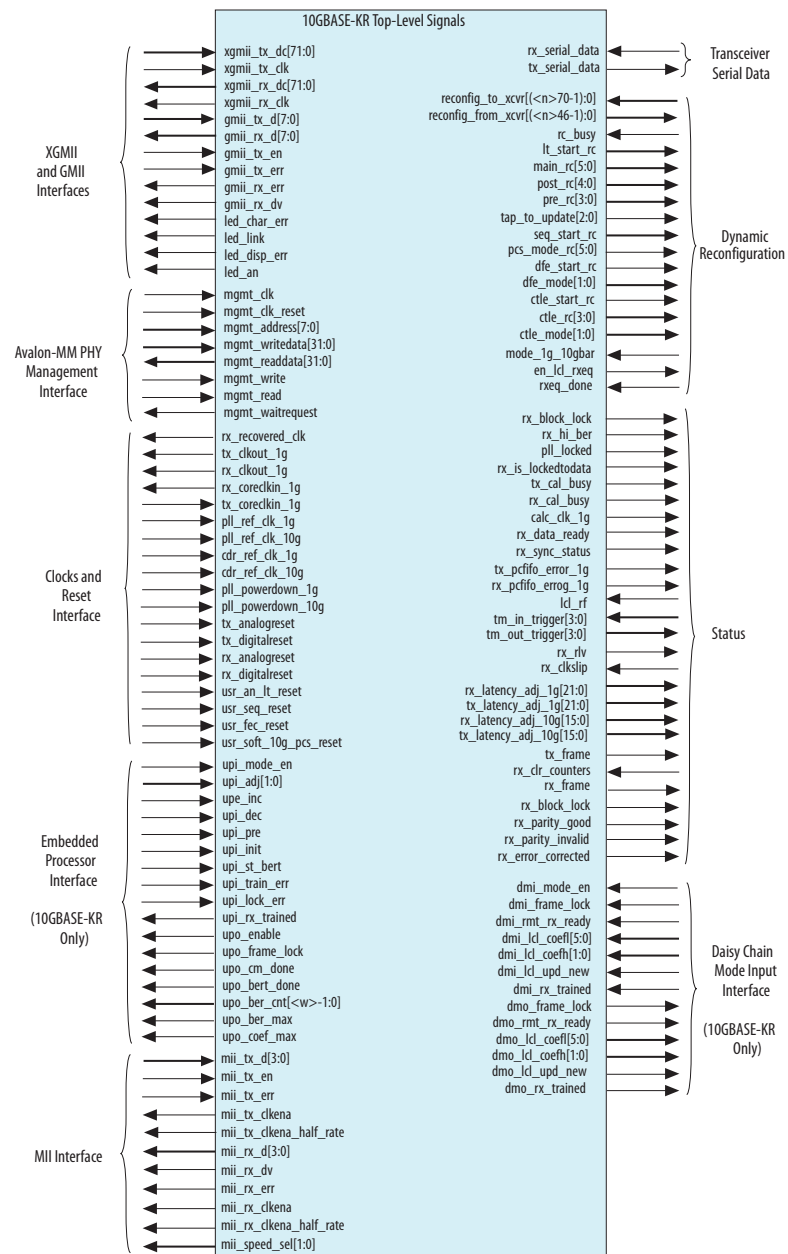 10GBASE-KR Top-Level Signals
XGMII
and GMII
Interfaces
xgmii_tx_dc[71:0]
xgmii_tx_clk
xgmii_rx_dc[71:0]
xgmii_rx_clk
gmii_tx_d[7:0]
gmii_rx_d[7:0]
gmii_tx_en
gmii_tx_err
gmii_rx_err
gmii_rx_dv
led_char_err
led_link
led_disp_err
led_an
Avalon-MM PHY
Management
Interface
mgmt_clk
mgmt_clk_reset
mgmt_address[7:0]
mgmt_writedata[31:0]
mgmt_readdata[31:0]
mgmt_write
mgmt_read
mgmt_waitrequest
Clocks and
Reset
Interface
rx_recovered_clk
tx_clkout_1g
rx_clkout_1g
rx_coreclkin_1g
tx_coreclkin_1g
pll_ref_clk_1g
pll_ref_clk_10g
cdr_ref_clk_1g
cdr_ref_clk_10g
pll_powerdown_1g
pll_powerdown_10g
tx_analogreset
tx_digitalreset
rx_analogreset
rx_digitalreset
usr_an_lt_reset
usr_seq_reset
usr_fec_reset
usr_soft_10g_pcs_reset
Embedded
Processor
Interface
(10GBASE-KR
Only)
upi_mode_en
upi_adj[1:0]
upe_inc
upi_dec
upi_pre
upi_init
upi_st_bert
upi_train_err
upi_lock_err
upi_rx_trained
upo_enable
upo_frame_lock
upo_cm_done
upo_bert_done
upo_ber_cnt[<w>-1:0]
upo_ber_max
upo_coef_max
MII Interface
mii_tx_d[3:0]
mii_tx_en
mii_tx_err
mii_tx_clkena
mii_tx_clkena_half_rate
mii_rx_d[3:0]
mii_rx_dv
mii_rx_err
mii_rx_clkena
mii_rx_clkena_half_rate
mii_speed_sel[1:0]
rx_serial_data
tx_serial_data
Transceiver
Serial Data
reconfig_to_xcvr[(<n>70-1):0]
reconfig_from_xcvr[(<n>46-1):0]
rc_busy
lt_start_rc
main_rc[5:0]
post_rc[4:0]
pre_rc[3:0]
tap_to_update[2:0]
seq_start_rc
pcs_mode_rc[5:0]
dfe_start_rc
dfe_mode[1:0]
ctle_start_rc
ctle_rc[3:0]
ctle_mode[1:0]
mode_1g_10gbar
en_lcl_rxeq
rxeq_done
Dynamic
Reconfiguration
rx_block_lock
rx_hi_ber
pll_locked
rx_is_lockedtodata
tx_cal_busy
rx_cal_busy
calc_clk_1g
rx_data_ready
rx_sync_status
tx_pcfifo_error_1g
rx_pcfifo_errog_1g
lcl_rf
tm_in_trigger[3:0]
tm_out_trigger[3:0]
rx_rlv
rx_clkslip
rx_latency_adj_1g[21:0]
tx_latency_adj_1g[21:0]
rx_latency_adj_10g[15:0]
tx_latency_adj_10g[15:0]
tx_frame
rx_clr_counters
rx_frame
rx_block_lock
rx_parity_good
rx_parity_invalid
rx_error_corrected
Status
dmi_mode_en
dmi_frame_lock
dmi_rmt_rx_ready
dmi_lcl_coefl[5:0]
dmi_lcl_coefh[1:0]
dmi_lcl_upd_new
dmi_rx_trained
dmo_frame_lock
dmo_rmt_rx_ready
dmo_lcl_coefl[5:0]
dmo_lcl_coefh[1:0]
dmo_lcl_upd_new
dmo_rx_trained
Daisy Chain
Mode Input
Interface
(10GBASE-KR
Only)